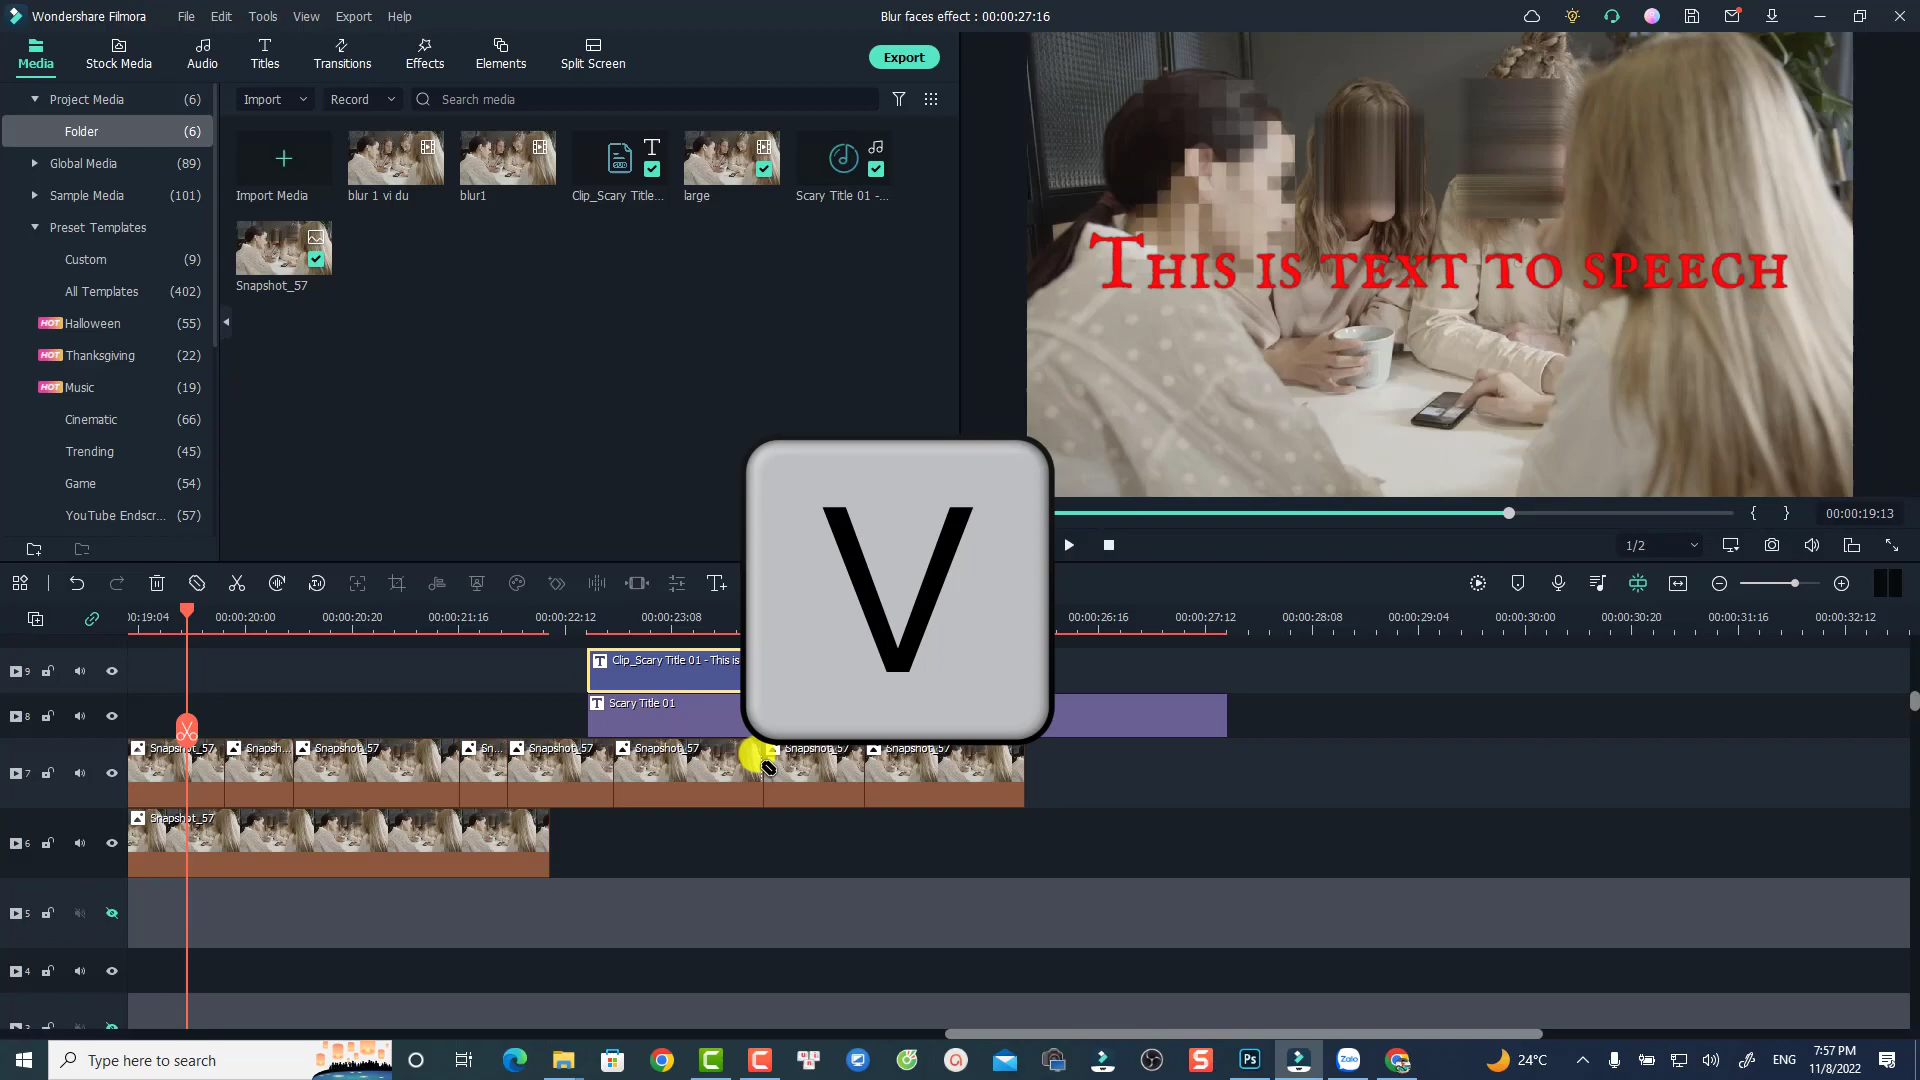 Wondershare Filmora File Edit Tools View Export Help Blur faces effect : 00:00:27:16
Media Stock Media Audio Titles Transitions Effects Elements Split Screen Export
Project Media (6)
Folder (6)
Global Media (89)
Sample Media (101)
Preset Templates
Custom (9)
All Templates (402)
HOT Halloween (55)
HOT Thanksgiving (22)
HOT Music (19)
Cinematic (66)
Trending (45)
Game (54)
YouTube Endscr... (57)
Import Record Search media
Import Media blur 1 vi du blur1 Clip_Scary Title... large Scary Title 01 -...
Snapshot_57
This is text to speech
{ } 00:00:19:13
1/2
V
00:19:04 00:00:20:00 00:00:20:20 00:00:21:16 00:00:22:12 00:00:23:08 00:00:26:16 00:00:27:12 00:00:28:08 00:00:29:04 00:00:30:00 00:00:30:20 00:00:31:16 00:00:32:12
9 T Clip_Scary Title 01 - This is
8 T Scary Title 01
7 Snapshot_57 Snapsh... Snapshot_57 Sn... Snapshot_57 Snapshot_57 Snapshot_57 Snapshot_57
6 Snapshot_57
5
4
Type here to search 24°C ENG 7:57 PM
11/8/2022